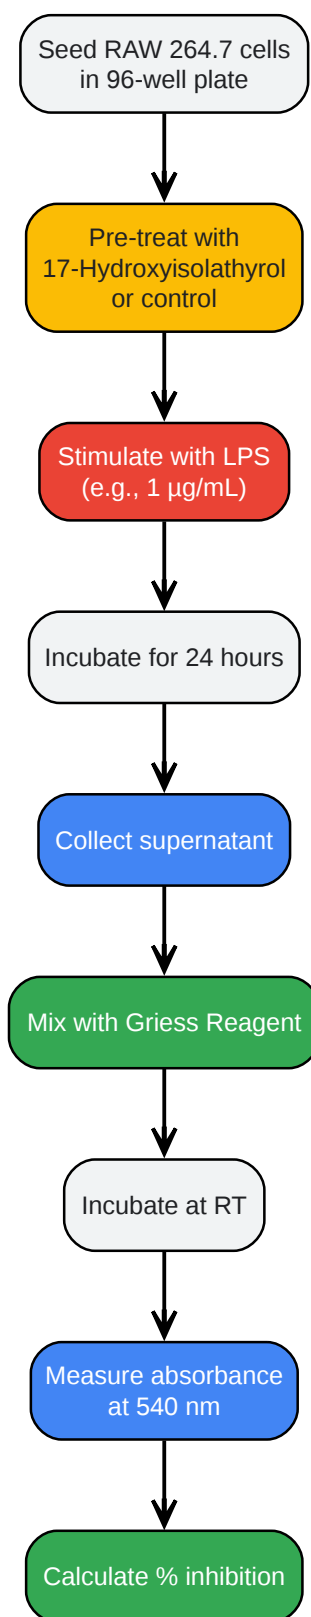 Seed RAW 264.7 cells
in 96-well plate
Pre-treat with
17-Hydroxyisolathyrol
or control
Stimulate with LPS
(e.g., 1 µg/mL)
Incubate for 24 hours
Collect supernatant
Mix with Griess Reagent
Incubate at RT
Measure absorbance
at 540 nm
Calculate % inhibition